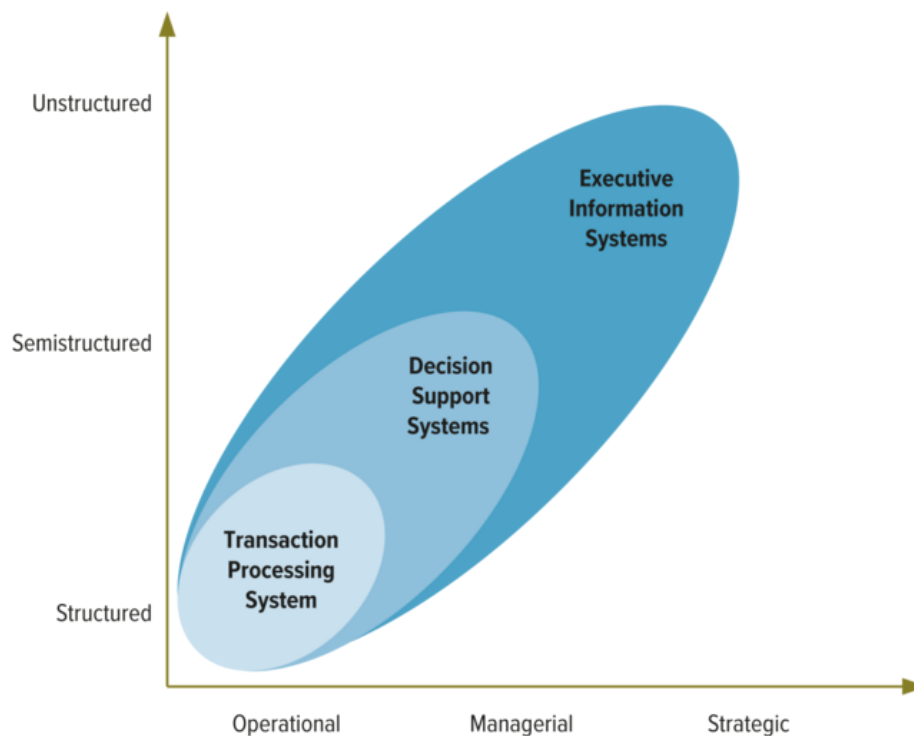 Unstructured
Executive
Information
Systems
Semistructured
Decision
Support
Systems
Transaction
Processing
System
Structured
Operational
Managerial
Strategic